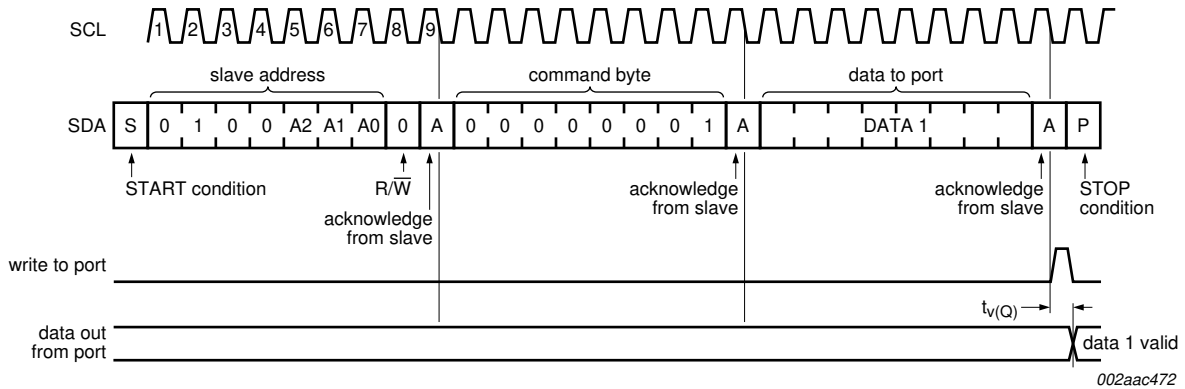 SCL 1 2 3 4 5 6 7 8 9
slave address command byte data to port
SDA S 0 1 0 0 A2 A1 A0 0 A 0 0 0 0 0 0 0 1 A DATA 1 A P
START condition R/W̅ acknowledge from slave acknowledge from slave acknowledge from slave STOP condition
write to port
tv(Q)
data out from port
data 1 valid
002aac472